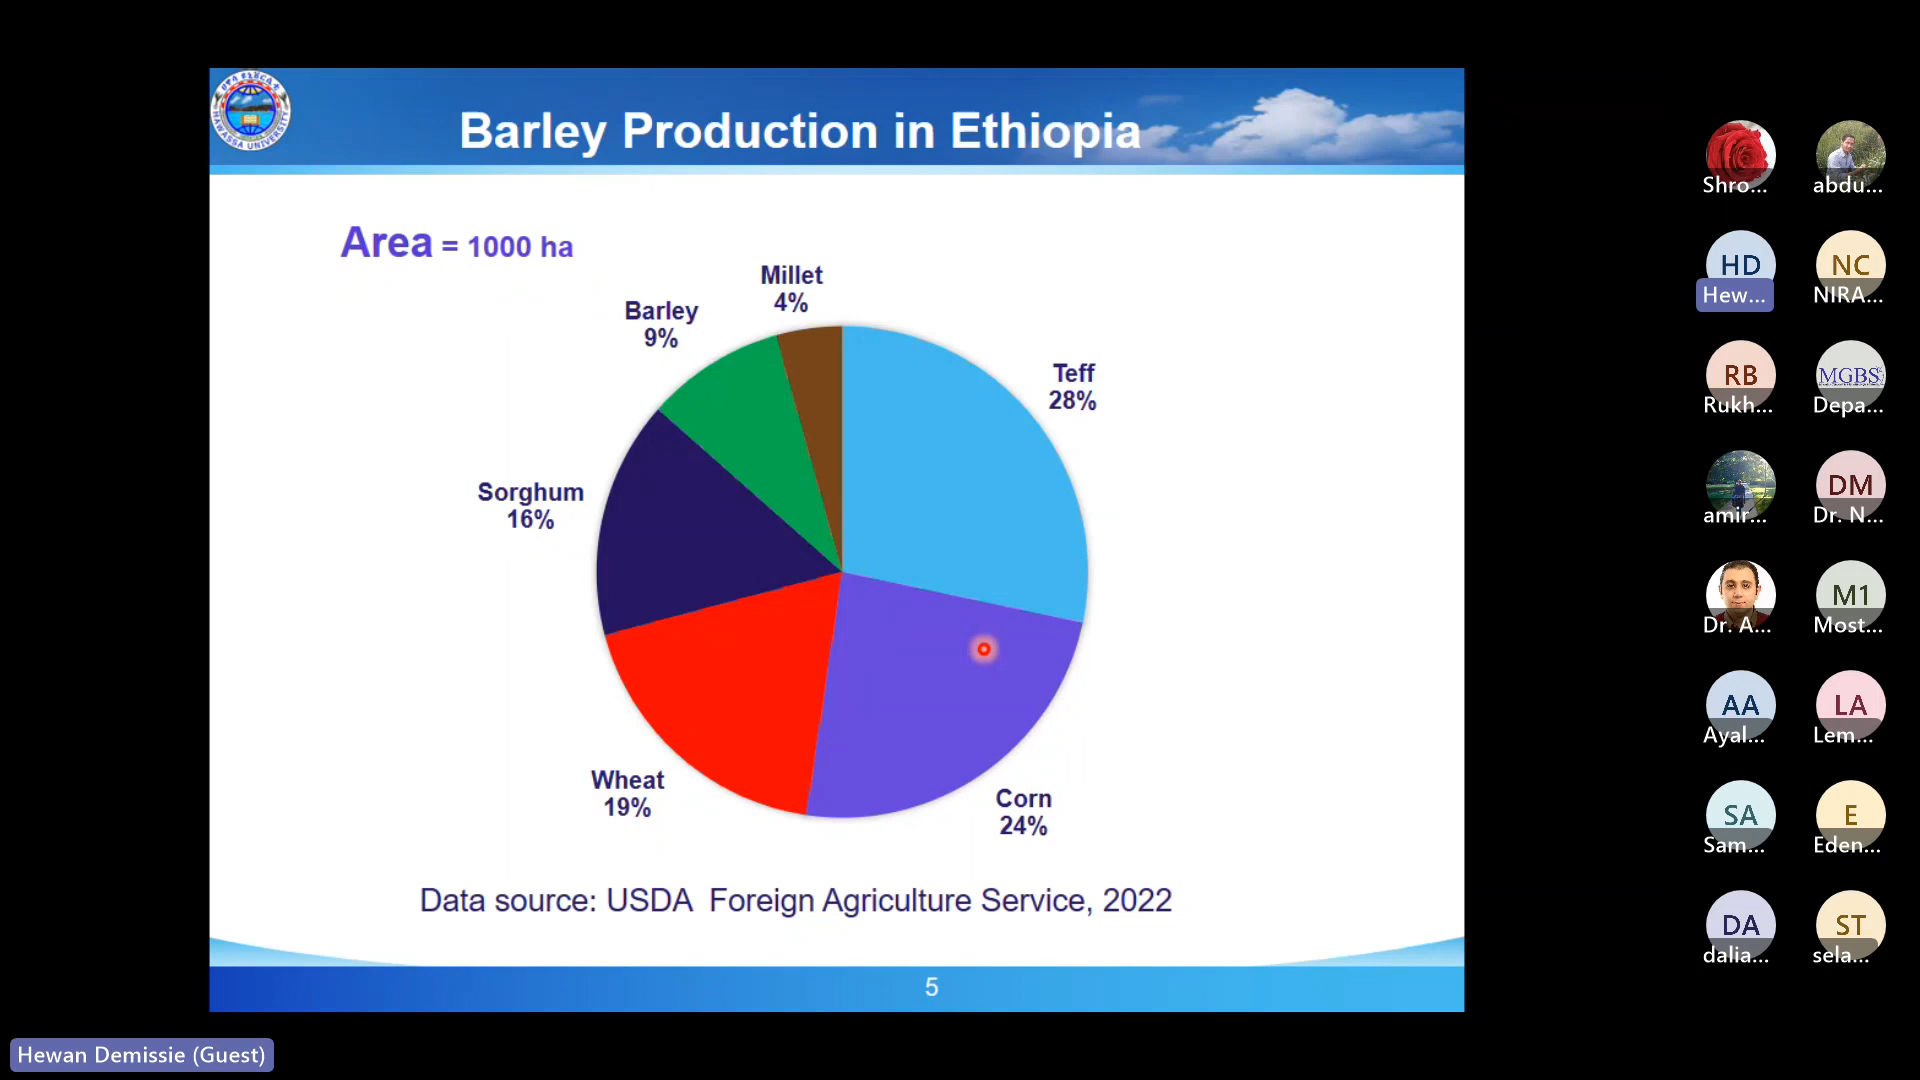 Barley Production in Ethiopia
HAWASSA UNIVERSITY
Area = 1000 ha
Millet
4%
Barley
9%
Teff
28%
Sorghum
16%
Wheat
19%
Corn
24%
Data source: USDA Foreign Agriculture Service, 2022
5
Hewan Demissie (Guest)
Shro...
abdu...
HD
Hew...
NC
NIRA...
RB
Rukh...
MGBS
Depa...
amir...
DM
Dr. N...
Dr. A...
M1
Most...
AA
Ayal...
LA
Lem...
SA
Sam...
E
Eden...
DA
dalia...
ST
sela...